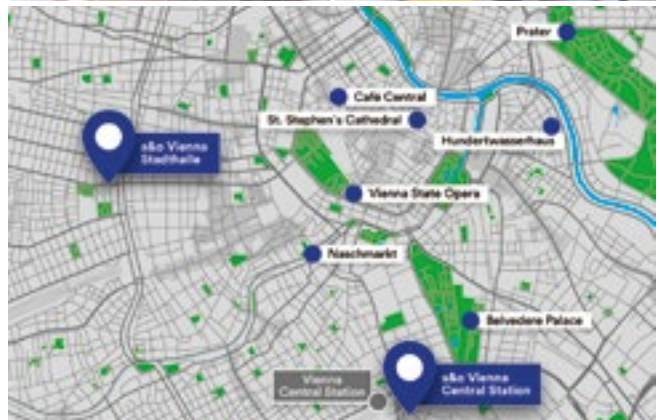 Prater
Café Central
St. Stephen's Cathedral
Hundertwasserhaus
a&o Vienna
Stadthalle
Vienna State Opera
Naschmarkt
Belvedere Palace
Vienna
Central Station
a&o Vienna
Central Station